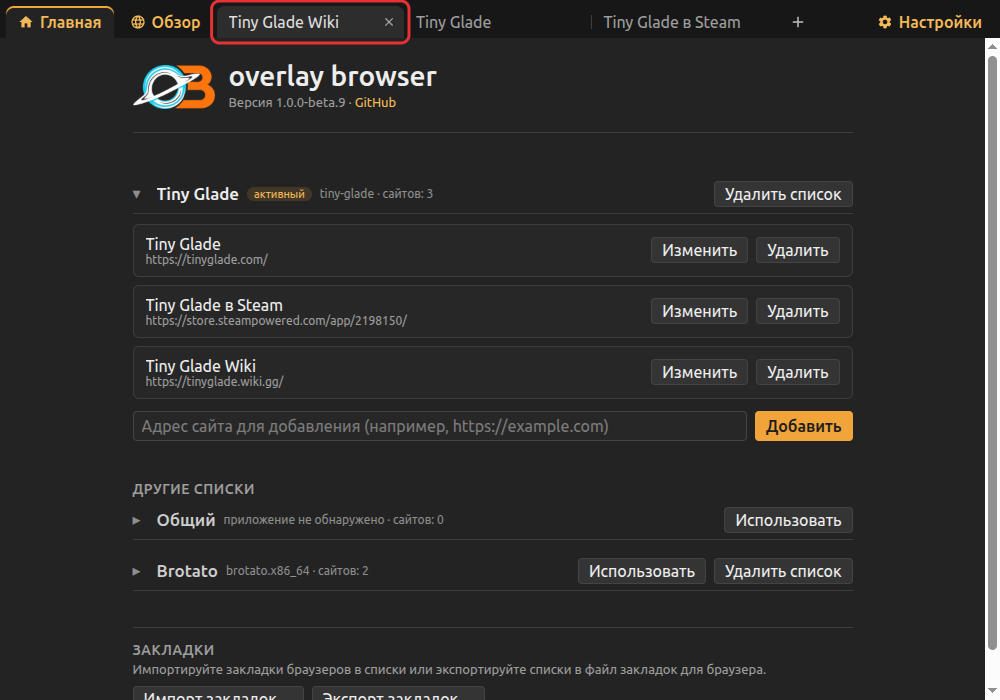 Главная Обзор Tiny Glade Wiki Tiny Glade Tiny Glade в Steam + Настройки
overlay browser
Версия 1.0.0-beta.9 · GitHub
Tiny Glade активный tiny-glade · сайтов: 3 Удалить список
Tiny Glade
https://tinyglade.com/
Изменить Удалить
Tiny Glade в Steam
https://store.steampowered.com/app/2198150/
Изменить Удалить
Tiny Glade Wiki
https://tinyglade.wiki.gg/
Изменить Удалить
Адрес сайта для добавления (например, https://example.com) Добавить
ДРУГИЕ СПИСКИ
Общий приложение не обнаружено · сайтов: 0 Использовать
Brotato brotato.x86_64 · сайтов: 2 Использовать Удалить список
ЗАКЛАДКИ
Импортируйте закладки браузеров в списки или экспортируйте списки в файл закладок для браузера.
Импорт закладок Экспорт закладок